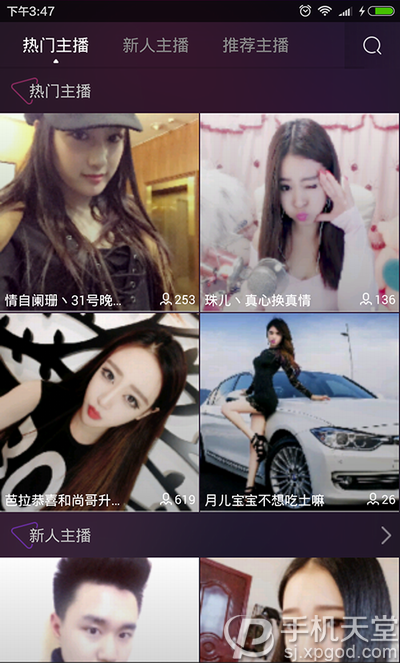 下午3:47
热门主播 新人主播 推荐主播
热门主播
情自阑珊丶31号晚... 253
珠儿丶真心换真情 136
芭拉恭喜和尚哥升... 619
月儿宝宝不想吃土嘛 26
新人主播
手机天堂
sj.xpgod.com